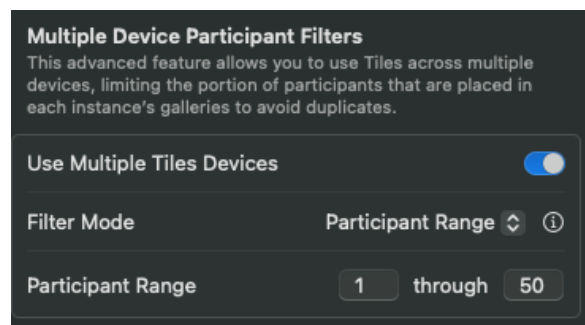 Multiple Device Participant Filters
This advanced feature allows you to use Tiles across multiple
devices, limiting the portion of participants that are placed in
each instance's galleries to avoid duplicates.
Use Multiple Tiles Devices
Filter Mode Participant Range
Participant Range 1 through 50